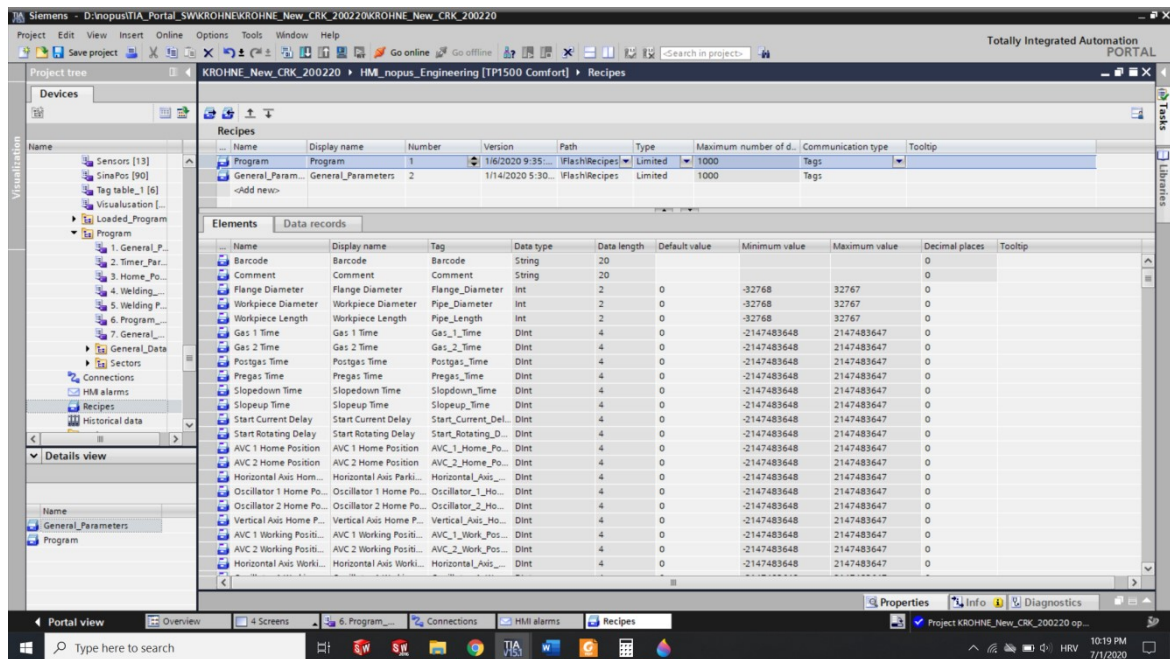 Siemens - D:\nopus\TIA_Portal_SW\KROHNE\KROHNE_New_CRK_200220\KROHNE_New_CRK_200220
Project Edit View Insert Online Options Tools Window Help
Totally Integrated Automation
PORTAL
Save project Go online Go offline <Search in project>
Project tree
KROHNE_New_CRK_200220 HMI_nopus_Engineering [TP1500 Comfort] Recipes
Devices
Visualization
Tasks
Libraries
Name
Sensors [13]
SinaPos [90]
Tag table_1 [6]
Visualusation [...
Loaded_Program
Program
1. General_P...
2. Timer_Par...
3. Home_Po...
4. Welding_...
5. Welding P...
6. Program_...
7. General_...
General_Data
Sectors
Connections
HMI alarms
Recipes
Historical data
Details view
Name
General_Parameters
Program
Recipes
... Name Display name Number Version Path Type Maximum number of d... Communication type Tooltip
Program Program 1 1/6/2020 9:35:... \Flash\Recipes Limited 1000 Tags
General_Param... General_Parameters 2 1/14/2020 5:30... \Flash\Recipes Limited 1000 Tags
<Add new>
Elements Data records
... Name Display name Tag Data type Data length Default value Minimum value Maximum value Decimal places Tooltip
Barcode Barcode Barcode String 20 0
Comment Comment Comment String 20 0
Flange Diameter Flange Diameter Flange_Diameter Int 2 0 -32768 32767 0
Workpiece Diameter Workpiece Diameter Pipe_Diameter Int 2 0 -32768 32767 0
Workpiece Length Workpiece Length Pipe_Length Int 2 0 -32768 32767 0
Gas 1 Time Gas 1 Time Gas_1_Time DInt 4 0 -2147483648 2147483647 0
Gas 2 Time Gas 2 Time Gas_2_Time DInt 4 0 -2147483648 2147483647 0
Postgas Time Postgas Time Postgas_Time DInt 4 0 -2147483648 2147483647 0
Pregas Time Pregas Time Pregas_Time DInt 4 0 -2147483648 2147483647 0
Slopedown Time Slopedown Time Slopdown_Time DInt 4 0 -2147483648 2147483647 0
Slopeup Time Slopeup Time Slopeup_Time DInt 4 0 -2147483648 2147483647 0
Start Current Delay Start Current Delay Start_Current_Del... DInt 4 0 -2147483648 2147483647 0
Start Rotating Delay Start Rotating Delay Start_Rotating_D... DInt 4 0 -2147483648 2147483647 0
AVC 1 Home Position AVC 1 Home Position AVC_1_Home_Po... DInt 4 0 -2147483648 2147483647 0
AVC 2 Home Position AVC 2 Home Position AVC_2_Home_Po... DInt 4 0 -2147483648 2147483647 0
Horizontal Axis Hom... Horizontal Axis Parki... Horizontal_Axis_... DInt 4 0 -2147483648 2147483647 0
Oscillator 1 Home Po... Oscillator 1 Home Po... Oscillator_1_Ho... DInt 4 0 -2147483648 2147483647 0
Oscillator 2 Home Po... Oscillator 2 Home Po... Oscillator_2_Ho... DInt 4 0 -2147483648 2147483647 0
Vertical Axis Home P... Vertical Axis Home P... Vertical_Axis_Ho... DInt 4 0 -2147483648 2147483647 0
AVC 1 Working Positi... AVC 1 Working Positi... AVC_1_Work_Pos... DInt 4 0 -2147483648 2147483647 0
AVC 2 Working Positi... AVC 2 Working Positi... AVC_2_Work_Pos... DInt 4 0 -2147483648 2147483647 0
Horizontal Axis Worki... Horizontal Axis Worki... Horizontal_Axis_... DInt 4 0 -2147483648 2147483647 0
Properties Info Diagnostics
Portal view Overview 4 Screens 6. Program_... Connections HMI alarms Recipes Project KROHNE_New_CRK_200220 op...
Type here to search
HRV
10:19 PM
7/1/2020